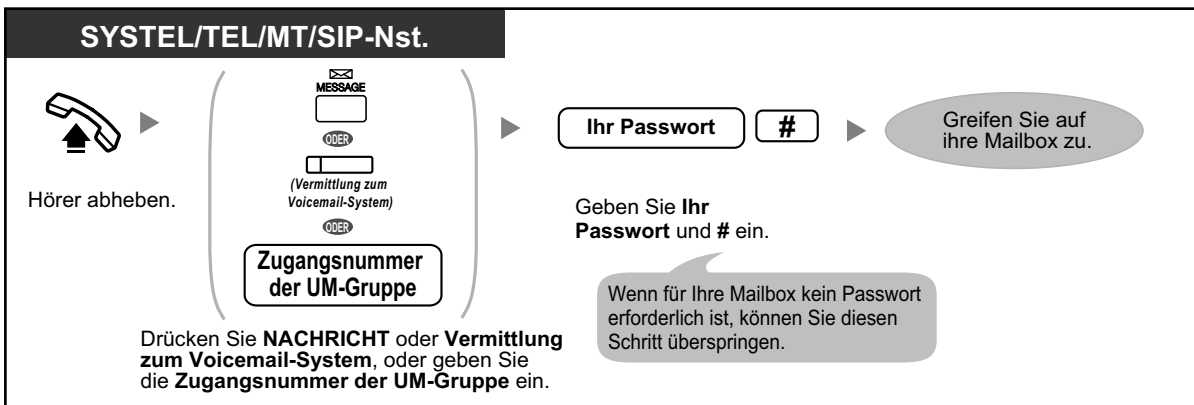 SYSTEL/TEL/MT/SIP-Nst.
Hörer abheben.
MESSAGE
ODER
(Vermittlung zum
Voicemail-System)
ODER
Zugangsnummer
der UM-Gruppe
Drücken Sie NACHRICHT oder Vermittlung
zum Voicemail-System, oder geben Sie
die Zugangsnummer der UM-Gruppe ein.
Ihr Passwort #
Geben Sie Ihr
Passwort und # ein.
Wenn für Ihre Mailbox kein Passwort
erforderlich ist, können Sie diesen
Schritt überspringen.
Greifen Sie auf
ihre Mailbox zu.